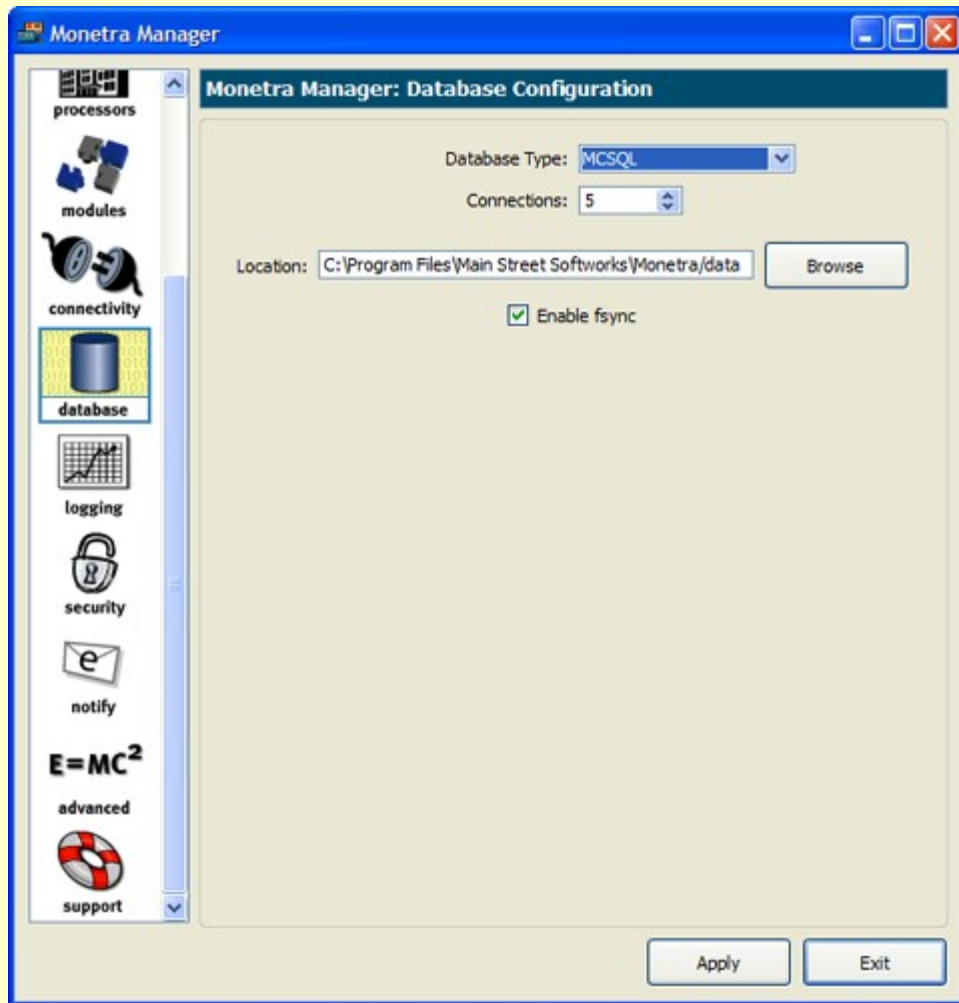 Monetra Manager
processors
modules
connectivity
database
logging
security
notify
E=MC²
advanced
support
Monetra Manager: Database Configuration
Database Type: MCSQL
Connections: 5
Location: C:\Program Files\Main Street Softworks\Monetra/data Browse
Enable fsync
Apply Exit